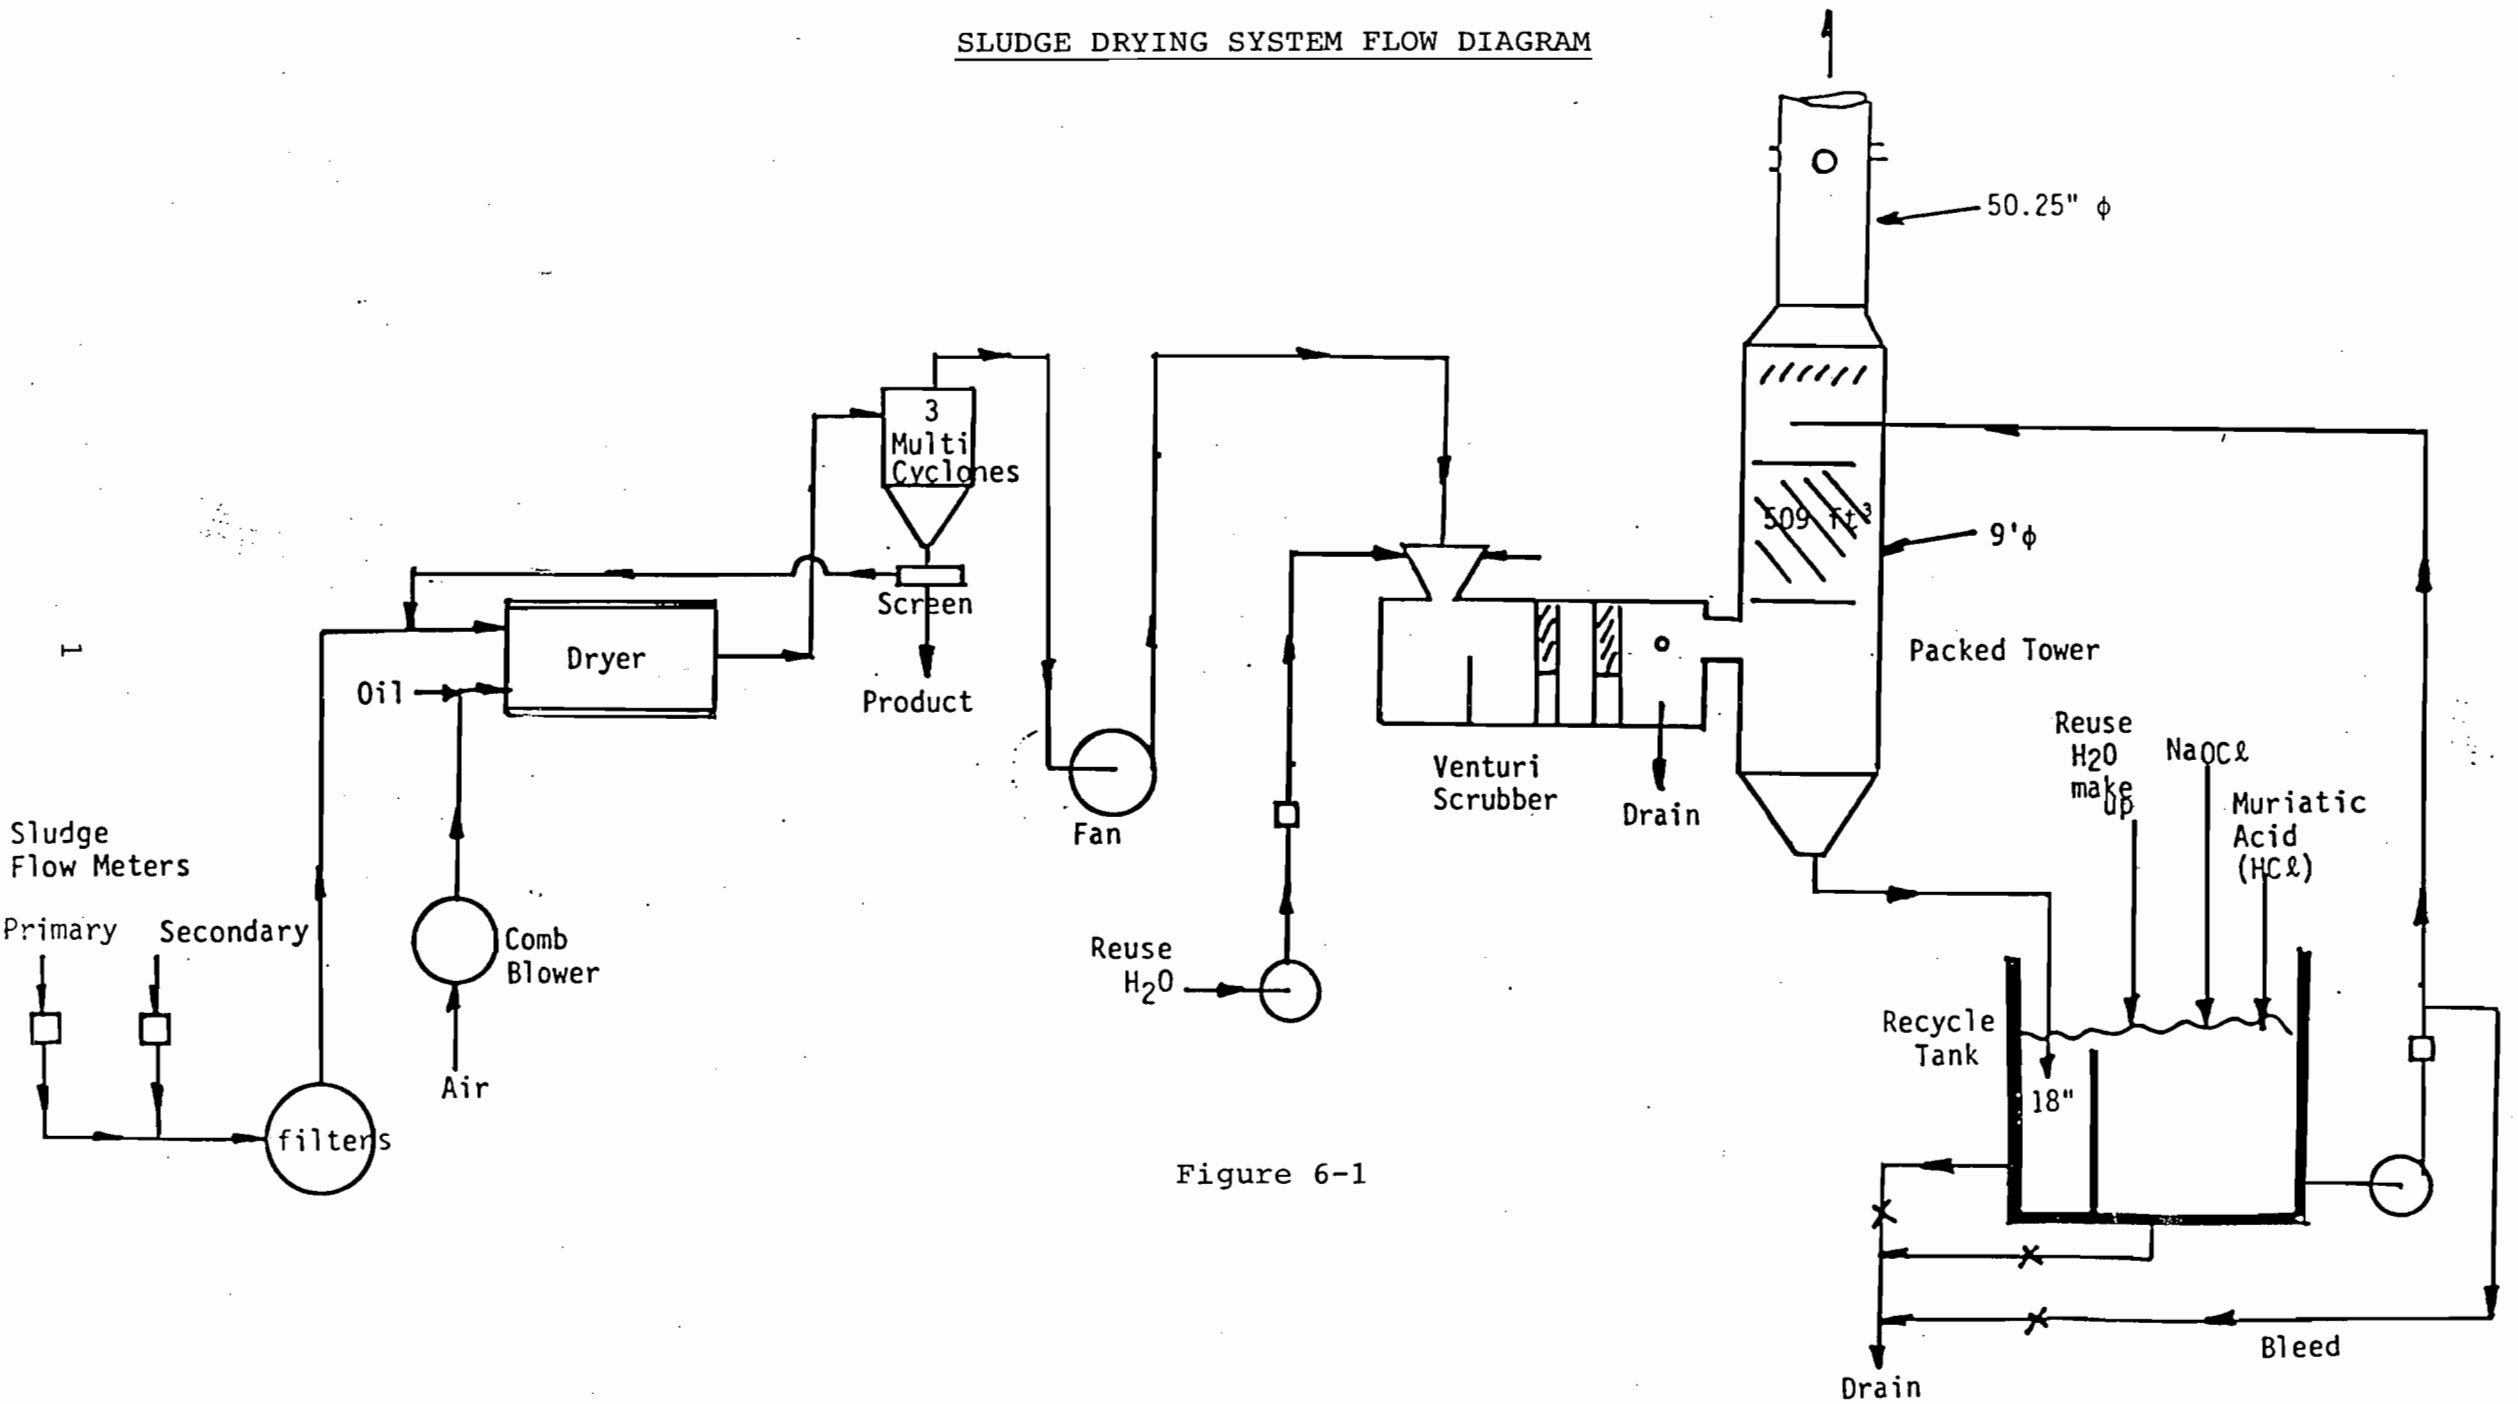 SLUDGE DRYING SYSTEM FLOW DIAGRAM
50.25" ϕ
3
Multi
Cyclones
509 ft³
9'ϕ
Screen
Dryer
Packed Tower
Oil
Product
Reuse
H2O
make
up
NaOCℓ
Muriatic
Acid
(HCℓ)
Venturi
Scrubber
Drain
Fan
Sludge
Flow Meters
Primary
Secondary
Comb
Blower
Reuse
H2O
Recycle
Tank
18"
Air
filters
Figure 6-1
Bleed
Drain
1